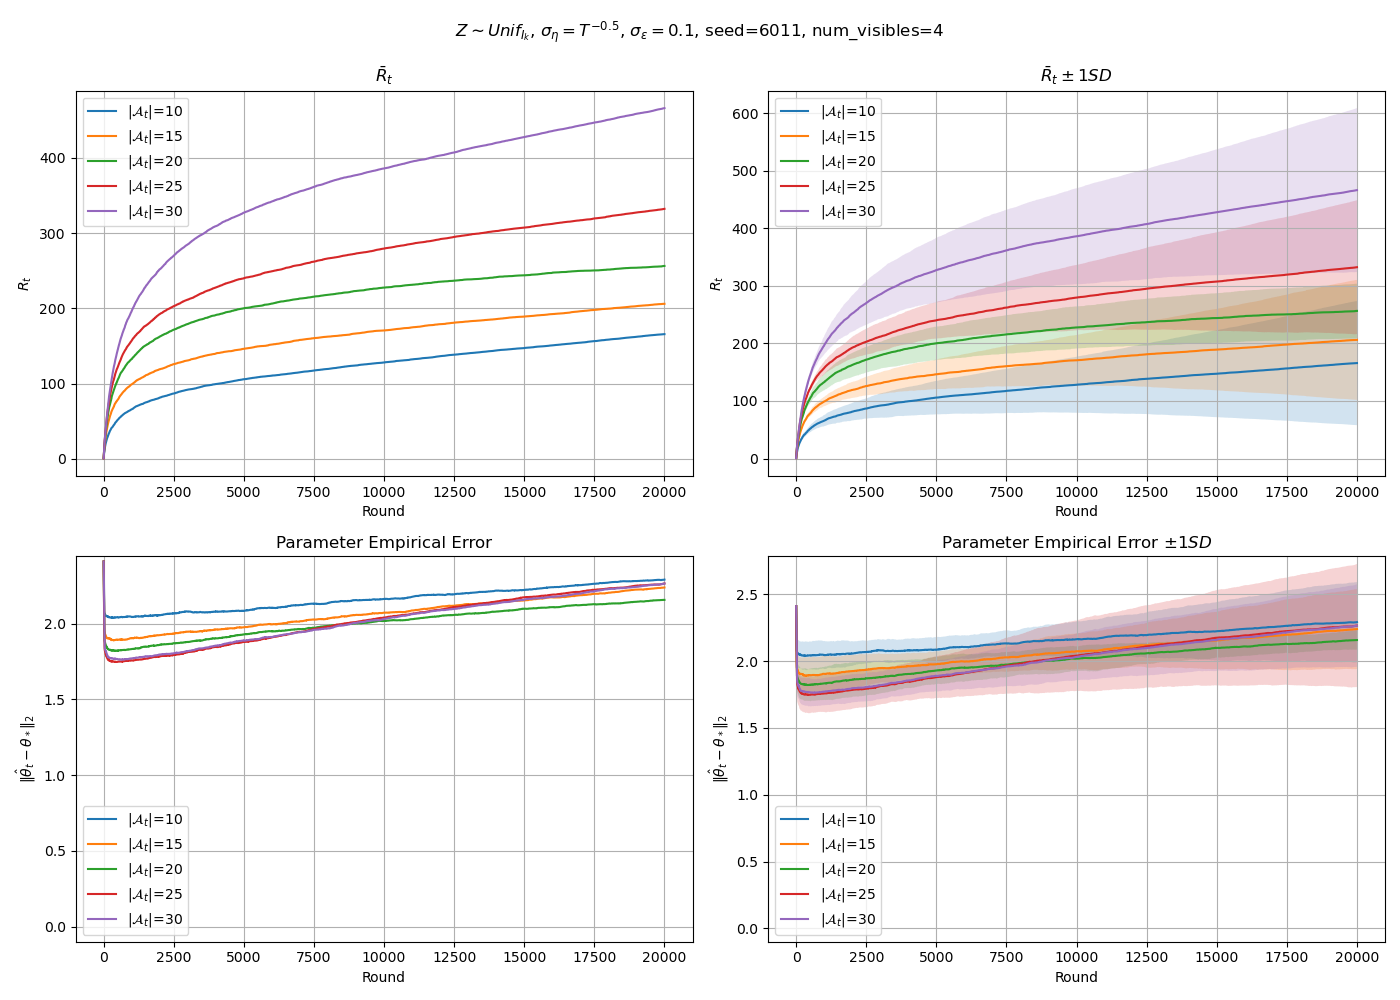 Z ∼ Unif_{I_k}, σ_η = T^{−0.5}, σ_ε = 0.1, seed=6011, num_visibles=4
R̄_t
R_t
400
300
200
100
0
|𝒜_t|=10
|𝒜_t|=15
|𝒜_t|=20
|𝒜_t|=25
|𝒜_t|=30
0 2500 5000 7500 10000 12500 15000 17500 20000
Round
R̄_t ± 1SD
R_t
600
500
400
300
200
100
0
|𝒜_t|=10
|𝒜_t|=15
|𝒜_t|=20
|𝒜_t|=25
|𝒜_t|=30
0 2500 5000 7500 10000 12500 15000 17500 20000
Round
Parameter Empirical Error
‖θ̂_t − θ_*‖_2
2.0
1.5
1.0
0.5
0.0
|𝒜_t|=10
|𝒜_t|=15
|𝒜_t|=20
|𝒜_t|=25
|𝒜_t|=30
0 2500 5000 7500 10000 12500 15000 17500 20000
Round
Parameter Empirical Error ±1SD
‖θ̂_t − θ_*‖_2
2.5
2.0
1.5
1.0
0.5
0.0
|𝒜_t|=10
|𝒜_t|=15
|𝒜_t|=20
|𝒜_t|=25
|𝒜_t|=30
0 2500 5000 7500 10000 12500 15000 17500 20000
Round